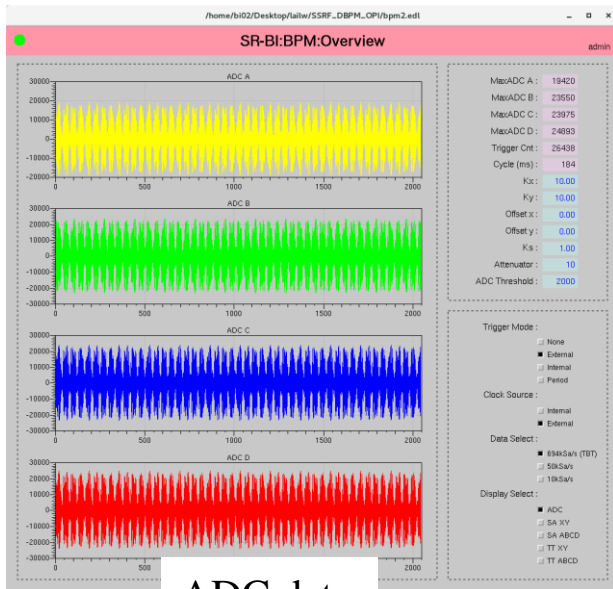 /home/bi02/Desktop/lailw/SSRF_DBPM_OPI/bpm2.edl
SR-BI:BPM:Overview
admin
ADC A
30000
20000
10000
0
-10000
-20000
0 500 1000 1500 2000
ADC B
30000
20000
10000
0
-10000
-20000
-30000
0 500 1000 1500 2000
ADC C
30000
20000
10000
0
-10000
-20000
-30000
0 500 1000 1500 2000
ADC D
30000
20000
10000
0
-10000
-20000
-30000
0 500 1000 1500 2000
MaxADC A : 19420
MaxADC B : 23550
MaxADC C : 23975
MaxADC D : 24893
Trigger Cnt : 26438
Cycle (ms) : 184
Kx : 10.00
Ky : 10.00
Offset x : 0.00
Offset y : 0.00
Ks : 1.00
Attenuator : 10
ADC Threshold : 2000
Trigger Mode :
None
External
Internal
Period
Clock Source :
Internal
External
Data Select :
694kSa/s (TBT)
50kSa/s
10kSa/s
Display Select :
ADC
SA XY
SA ABCD
TT XY
TT ABCD